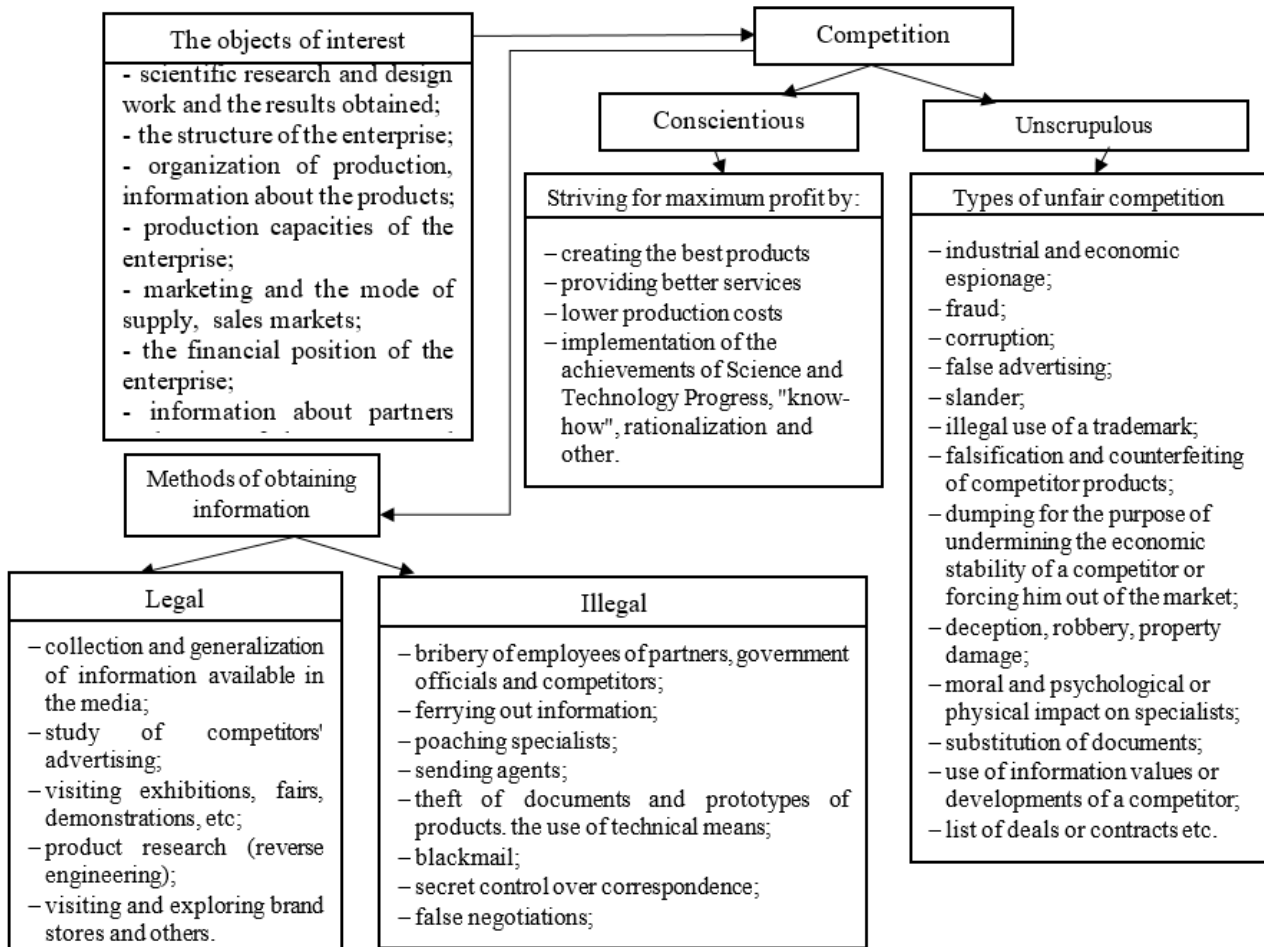 The objects of interest
- scientific research and design
work and the results obtained;
- the structure of the enterprise;
- organization of production,
information about the products;
- production capacities of the
enterprise;
- marketing and the mode of
supply, sales markets;
- the financial position of the
enterprise;
- information about partners
Competition
Conscientious
Unscrupulous
Striving for maximum profit by:
– creating the best products
– providing better services
– lower production costs
– implementation of the
achievements of Science and
Technology Progress, "know-
how", rationalization and
other.
Types of unfair competition
– industrial and economic
espionage;
– fraud;
– corruption;
– false advertising;
– slander;
– illegal use of a trademark;
– falsification and counterfeiting
of competitor products;
– dumping for the purpose of
undermining the economic
stability of a competitor or
forcing him out of the market;
– deception, robbery, property
damage;
– moral and psychological or
physical impact on specialists;
– substitution of documents;
– use of information values or
developments of a competitor;
– list of deals or contracts etc.
Methods of obtaining
information
Legal
– collection and generalization
of information available in
the media;
– study of competitors'
advertising;
– visiting exhibitions, fairs,
demonstrations, etc;
– product research (reverse
engineering);
– visiting and exploring brand
stores and others.
Illegal
– bribery of employees of partners, government
officials and competitors;
– ferrying out information;
– poaching specialists;
– sending agents;
– theft of documents and prototypes of
products. the use of technical means;
– blackmail;
– secret control over correspondence;
– false negotiations;